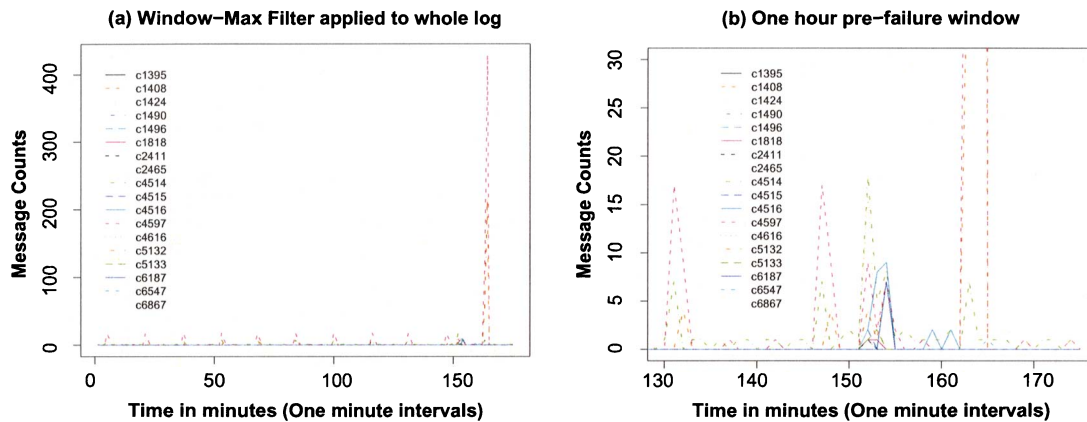 (a) Window−Max Filter applied to whole log
Message Counts
400
300
200
100
0
c1395
c1408
c1424
c1490
c1496
c1818
c2411
c2465
c4514
c4515
c4516
c4597
c4616
c5132
c5133
c6187
c6547
c6867
0 50 100 150
Time in minutes (One minute intervals)
(b) One hour pre−failure window
Message Counts
30
25
20
15
10
5
0
c1395
c1408
c1424
c1490
c1496
c1818
c2411
c2465
c4514
c4515
c4516
c4597
c4616
c5132
c5133
c6187
c6547
c6867
130 140 150 160 170
Time in minutes (One minute intervals)